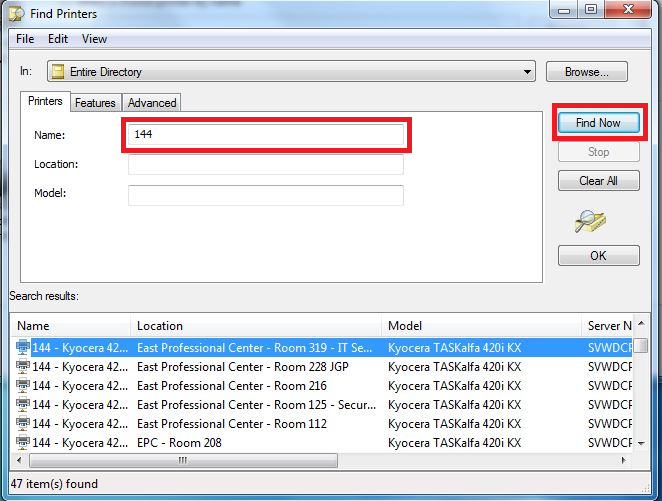 Find Printers
File Edit View
In: Entire Directory Browse...
Printers Features Advanced
Name: 144 Find Now
Location: Stop
Model: Clear All
OK
Search results:
Name Location Model Server N
144 - Kyocera 42... East Professional Center - Room 319 - IT Se... Kyocera TASKalfa 420i KX SVWDCF
144 - Kyocera 42... East Professional Center - Room 228 JGP Kyocera TASKalfa 420i KX SVWDCF
144 - Kyocera 42... East Professional Center - Room 216 Kyocera TASKalfa 420i KX SVWDCF
144 - Kyocera 42... East Professional Center - Room 125 - Secur... Kyocera TASKalfa 420i KX SVWDCF
144 - Kyocera 42... East Professional Center - Room 112 Kyocera TASKalfa 420i KX SVWDCF
144 - Kyocera 42... EPC - Room 208 Kyocera TASKalfa 420i KX SVWDCF
47 item(s) found